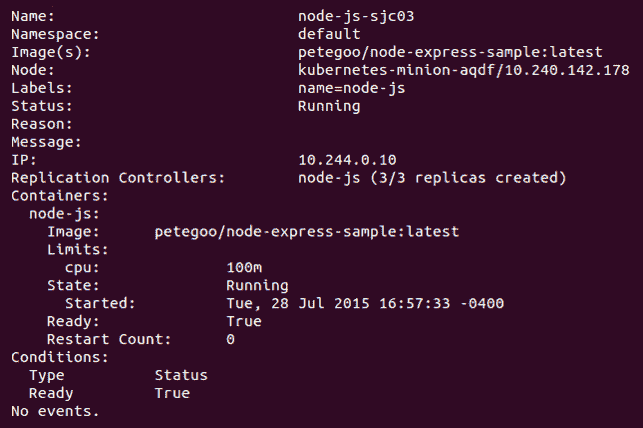 Name: node-js-sjc03
Namespace: default
Image(s): petegoo/node-express-sample:latest
Node: kubernetes-minion-aqdf/10.240.142.178
Labels: name=node-js
Status: Running
Reason:
Message:
IP: 10.244.0.10
Replication Controllers: node-js (3/3 replicas created)
Containers:
node-js:
Image: petegoo/node-express-sample:latest
Limits:
cpu: 100m
State: Running
Started: Tue, 28 Jul 2015 16:57:33 -0400
Ready: True
Restart Count: 0
Conditions:
Type Status
Ready True
No events.